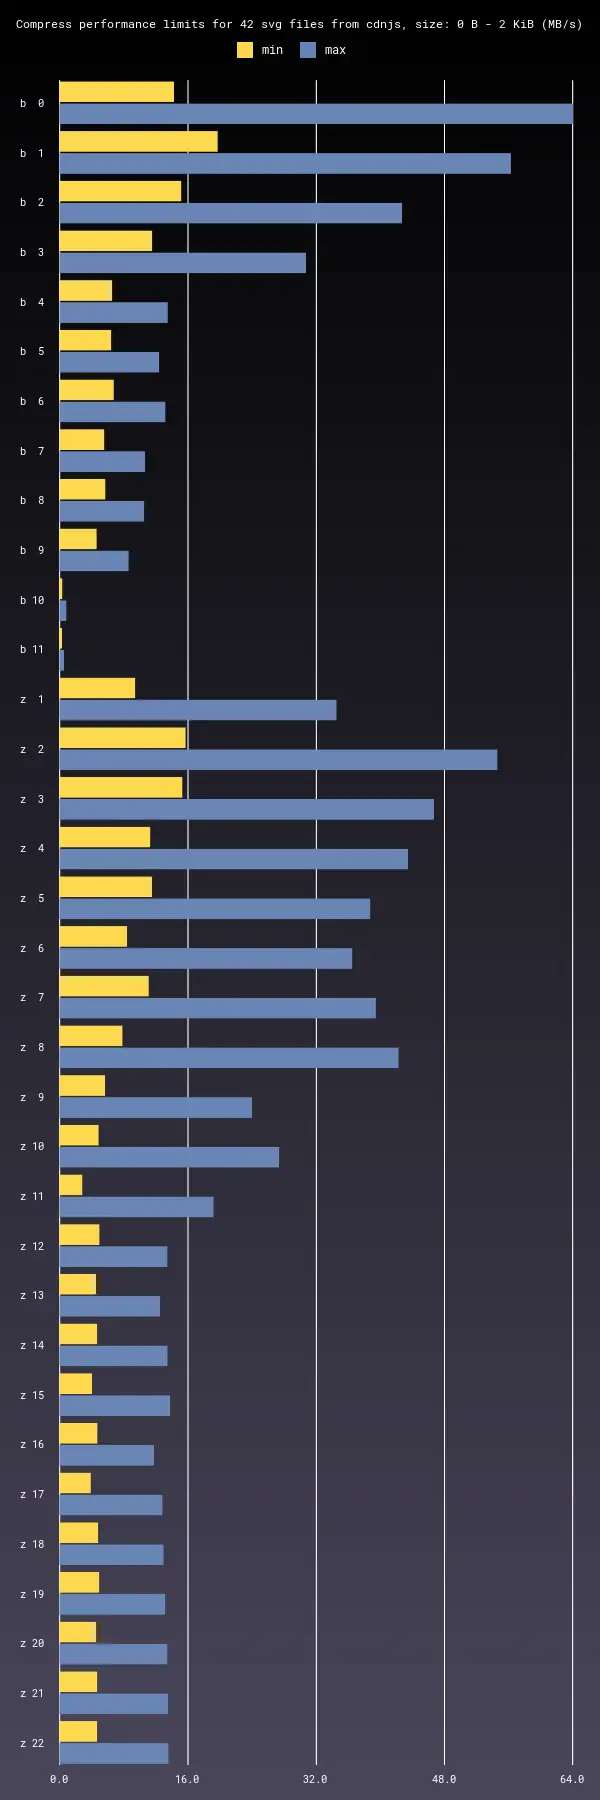 Compress performance limits for 42 svg files from cdnjs, size: 0 B - 2 KiB (MB/s)
min max
b 0
b 1
b 2
b 3
b 4
b 5
b 6
b 7
b 8
b 9
b 10
b 11
z 1
z 2
z 3
z 4
z 5
z 6
z 7
z 8
z 9
z 10
z 11
z 12
z 13
z 14
z 15
z 16
z 17
z 18
z 19
z 20
z 21
z 22
0.0 16.0 32.0 48.0 64.0